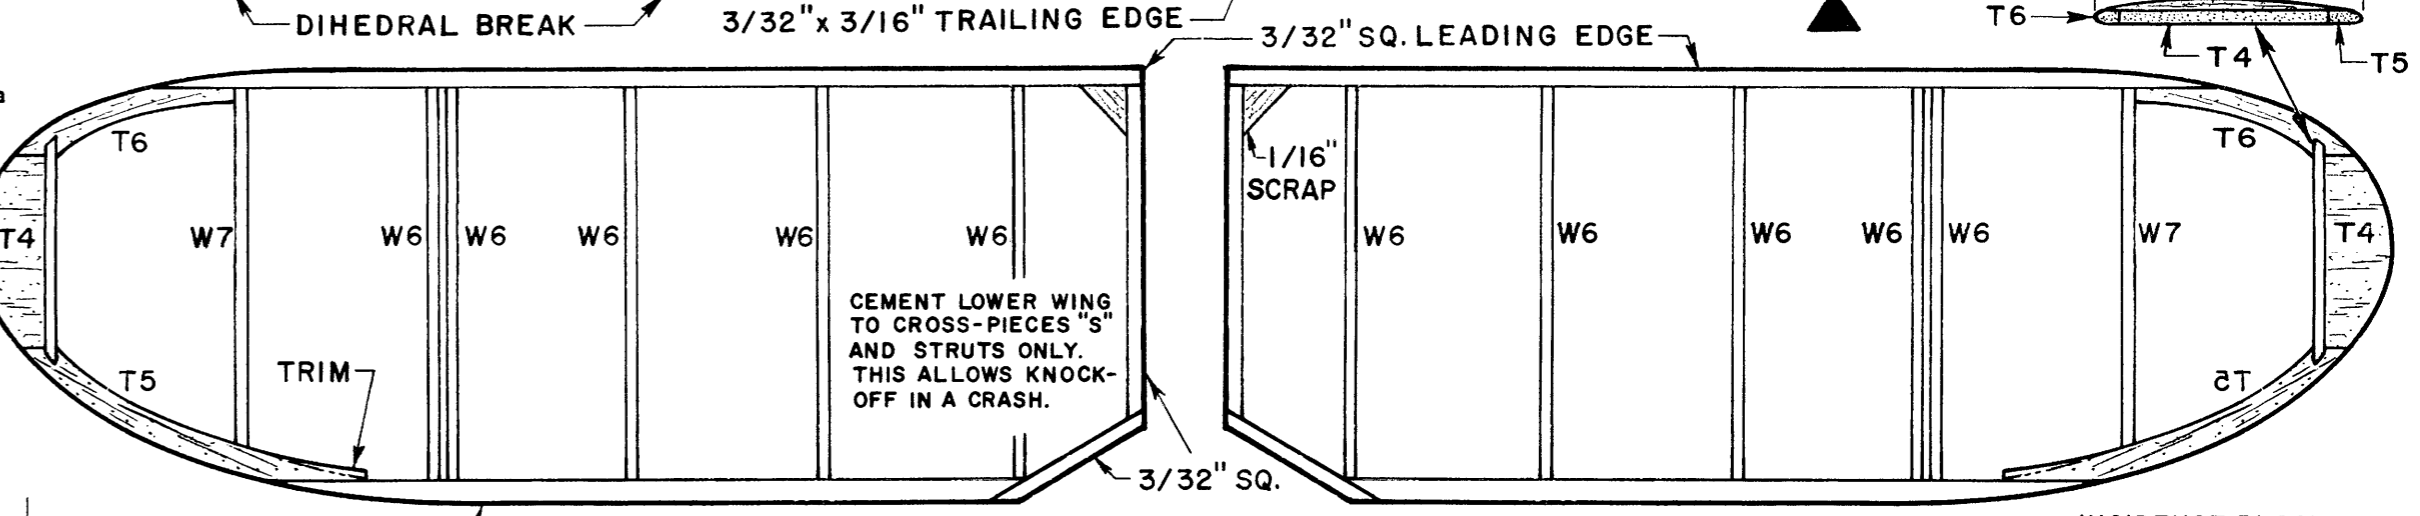 DIHEDRAL BREAK
3/32" x 3/16" TRAILING EDGE
3/32" SQ. LEADING EDGE
T6
T4
T5
T6
T6
1/16"
SCRAP
T4
W7
W6
W6
W6
W6
W6
W6
W6
W6
W6
W6
W7
T4
CEMENT LOWER WING
TO CROSS-PIECES "S"
AND STRUTS ONLY.
THIS ALLOWS KNOCK-
OFF IN A CRASH.
T5
TRIM
T5
3/32" SQ.